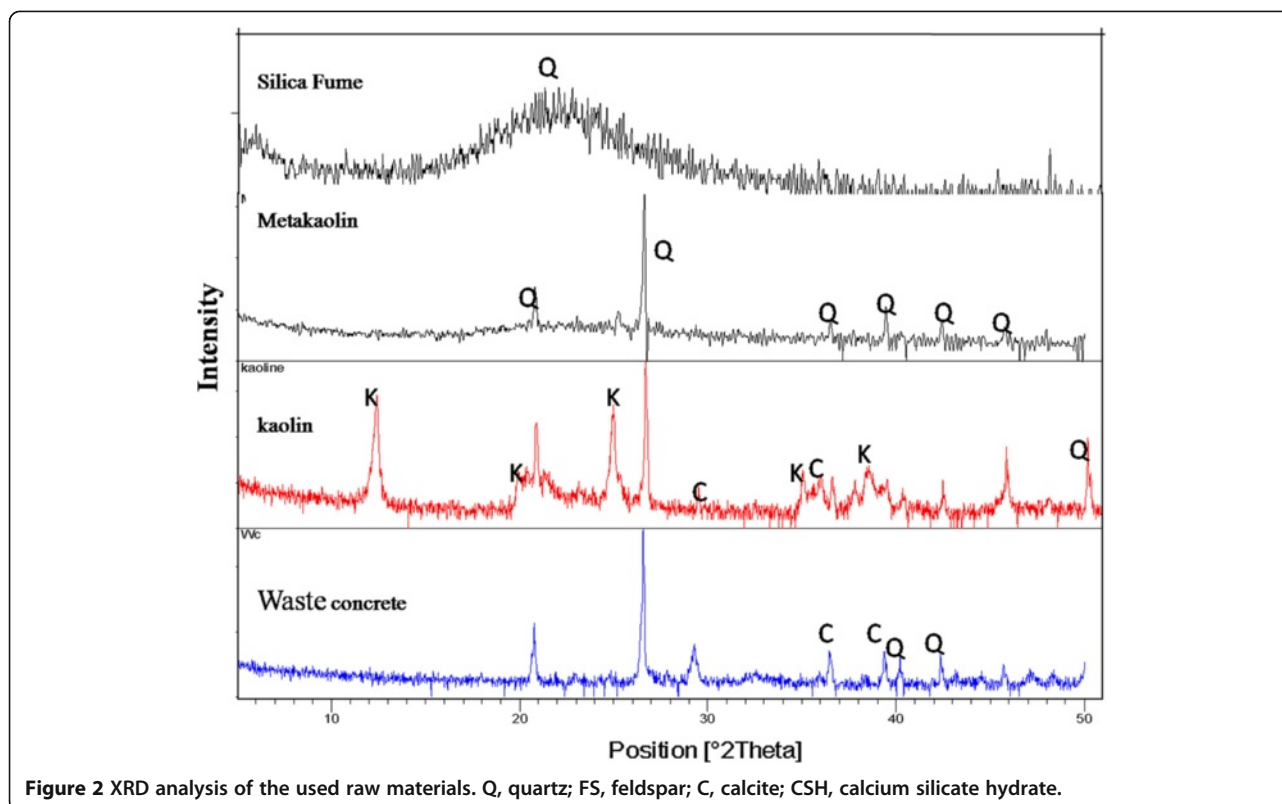 Silica Fume
Q
Metakaolin
Q
Q
Q
Q
Q
Q
Intensity
kaoline
kaolin
K
K
K
C
K
C
K
Q
Waste concrete
C
C
Q
Q
10
20
30
40
50
Position [°2Theta]
Figure 2 XRD analysis of the used raw materials. Q, quartz; FS, feldspar; C, calcite; CSH, calcium silicate hydrate.